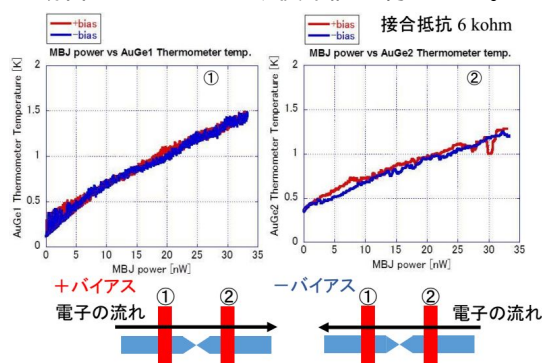 接合抵抗 6 kohm
+bias
−bias
MBJ power vs AuGe1 Thermometer temp.
①
AuGe1 Thermometer Temperature [K]
2
1.5
1
0.5
0
0 5 10 15 20 25 30 35
MBJ power [nW]
+bias
−bias
MBJ power vs AuGe2 Thermometer temp.
②
AuGe2 Thermometer Temperature [K]
2
1.5
1
0.5
0
0 5 10 15 20 25 30 35
MBJ power [nW]
+バイアス
① ②
電子の流れ
−バイアス
① ②
電子の流れ